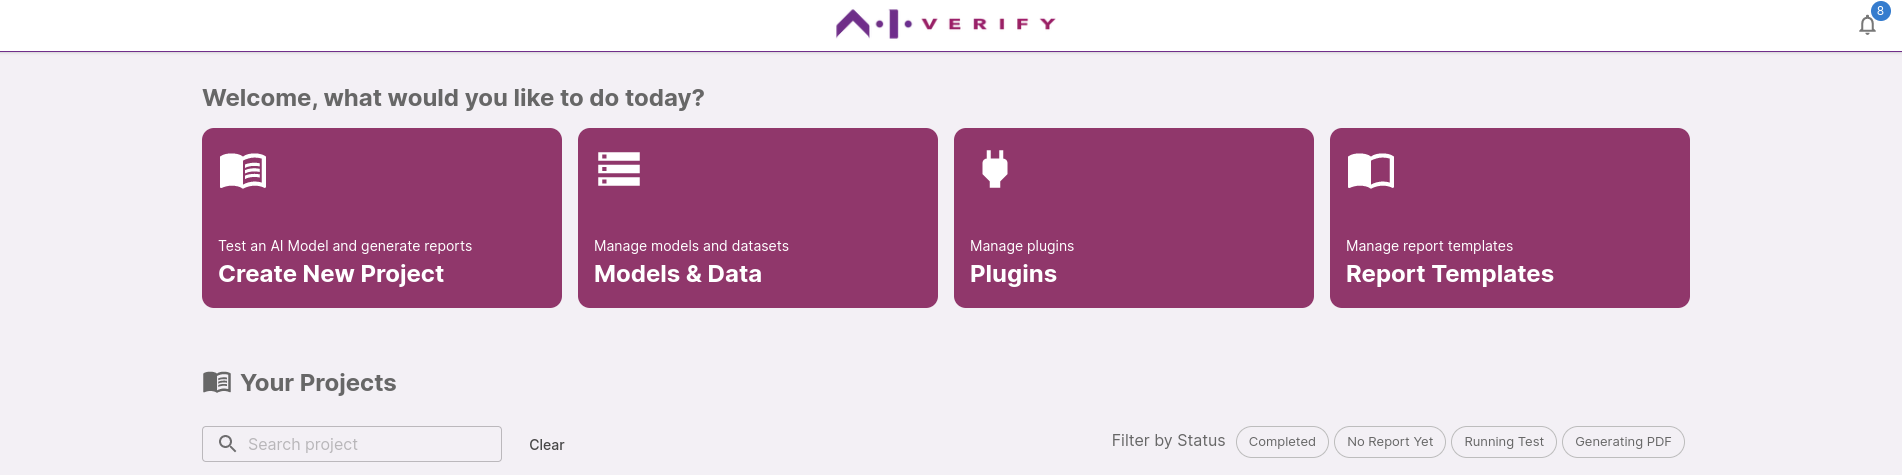 AI VERIFY
8
Welcome, what would you like to do today?
Test an AI Model and generate reports
Create New Project
Manage models and datasets
Models & Data
Manage plugins
Plugins
Manage report templates
Report Templates
Your Projects
Search project
Clear
Filter by Status
Completed
No Report Yet
Running Test
Generating PDF